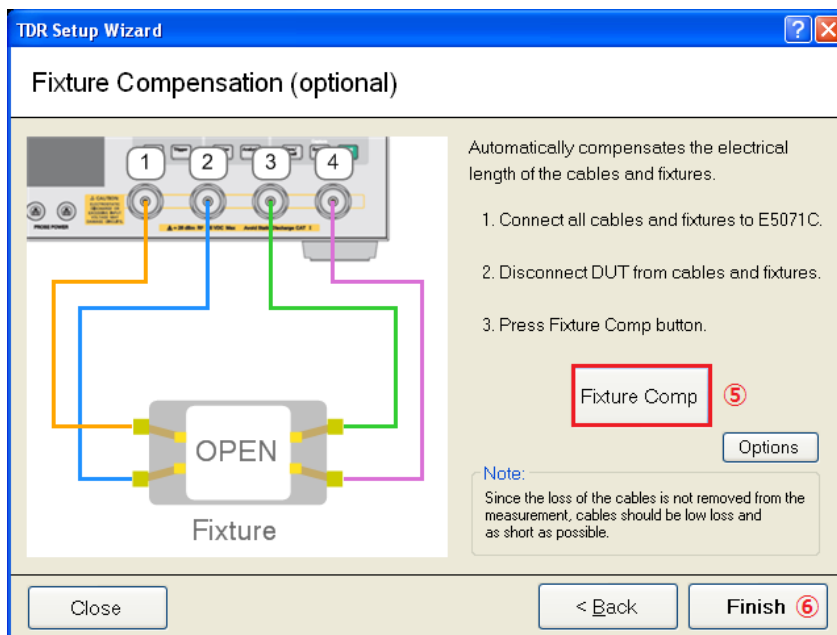 TDR Setup Wizard
Fixture Compensation (optional)
1
2
3
4
PROBE POWER
Fixture
OPEN
Automatically compensates the electrical
length of the cables and fixtures.
1. Connect all cables and fixtures to E5071C.
2. Disconnect DUT from cables and fixtures.
3. Press Fixture Comp button.
Fixture Comp ⑤
Options
Note:
Since the loss of the cables is not removed from the
measurement, cables should be low loss and
as short as possible.
Close
< Back
Finish ⑥